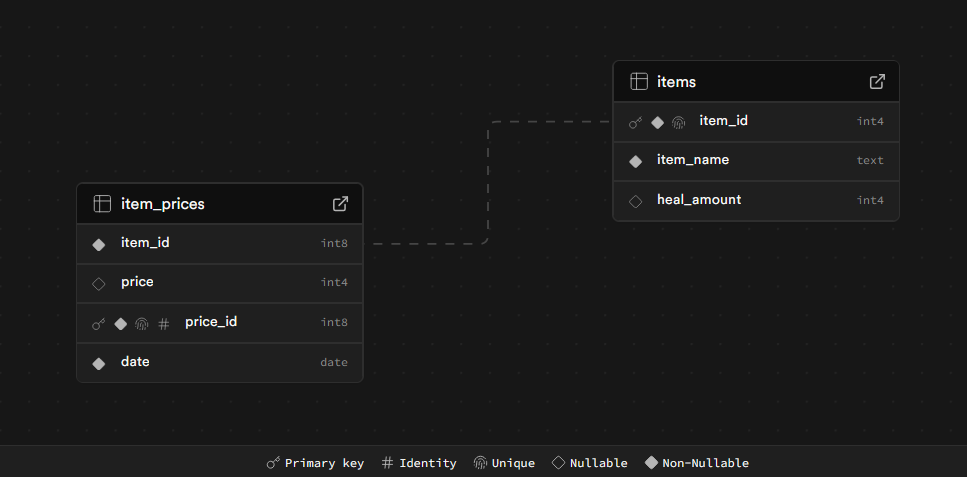 items
item_id int4
item_name text
heal_amount int4
item_prices
item_id int8
price int4
price_id int8
date date
Primary key Identity Unique Nullable Non-Nullable